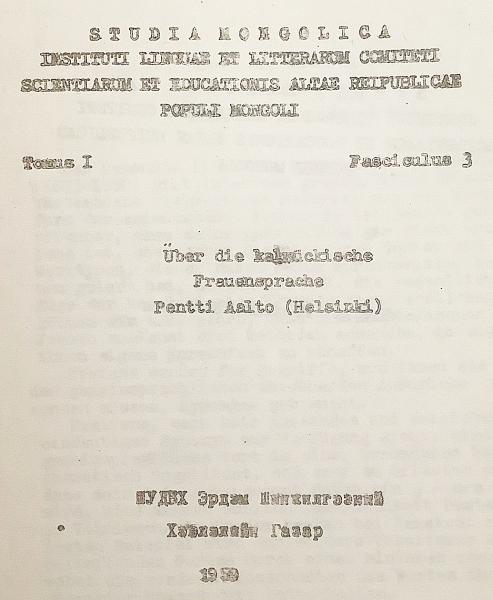 STUDIA MONGOLICA
INSTITUTI LINGUAE ET LITTERARUM COMITETI
SCIENTIARUM ET EDUCATIONIS ALTAE REIPUBLICAE
POPULI MONGOLI
Tomus I Fasciculus 3
Über die kalmückische
Frauensprache
Pentti Aalto (Helsinki)
ШУДБХ Эрдэм Шинжилгээний
Хэвлэлийн Газар
1959